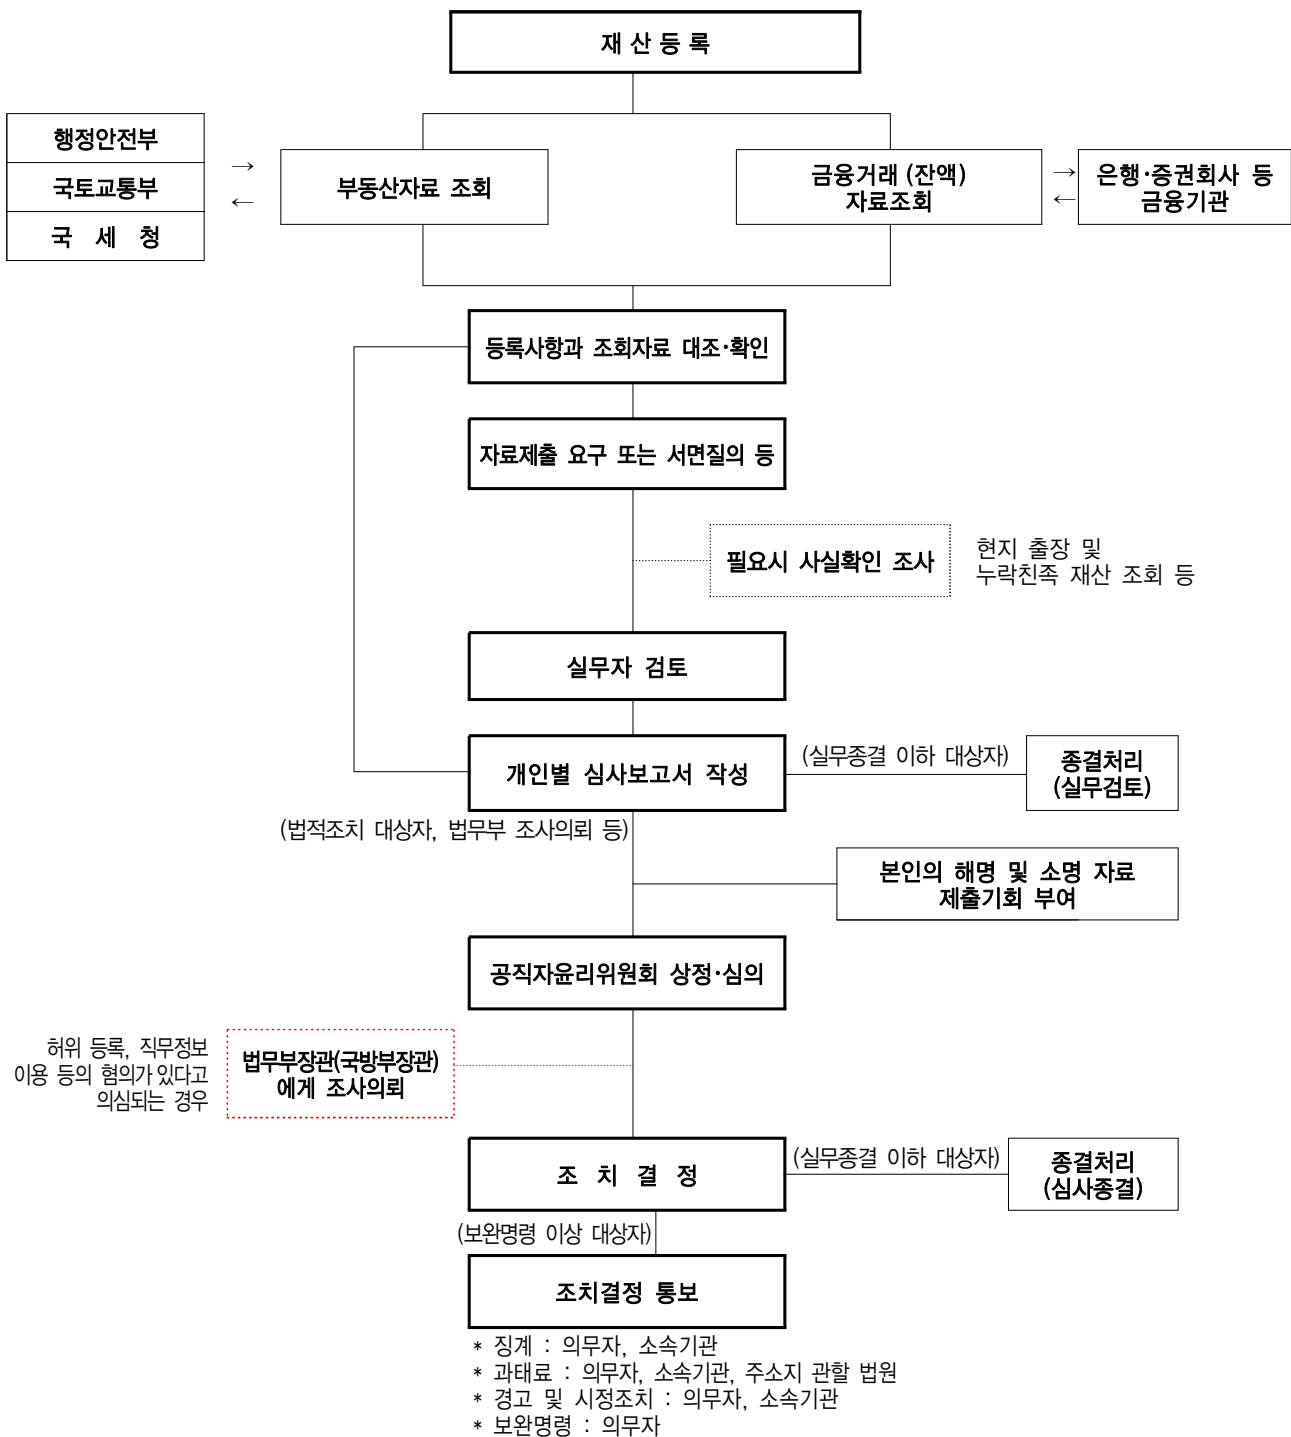 재 산 등 록
행정안전부
국토교통부
국 세 청
→
←
부동산자료 조회
금융거래 (잔액)
자료조회
→
←
은행·증권회사 등
금융기관
등록사항과 조회자료 대조·확인
자료제출 요구 또는 서면질의 등
필요시 사실확인 조사
현지 출장 및
누락친족 재산 조회 등
실무자 검토
개인별 심사보고서 작성
(실무종결 이하 대상자)
종결처리
(실무검토)
(법적조치 대상자, 법무부 조사의뢰 등)
본인의 해명 및 소명 자료
제출기회 부여
공직자윤리위원회 상정·심의
허위 등록, 직무정보
이용 등의 혐의가 있다고
의심되는 경우
법무부장관(국방부장관)
에게 조사의뢰
조 치 결 정
(실무종결 이하 대상자)
종결처리
(심사종결)
(보완명령 이상 대상자)
조치결정 통보
* 징계 : 의무자, 소속기관
* 과태료 : 의무자, 소속기관, 주소지 관할 법원
* 경고 및 시정조치 : 의무자, 소속기관
* 보완명령 : 의무자